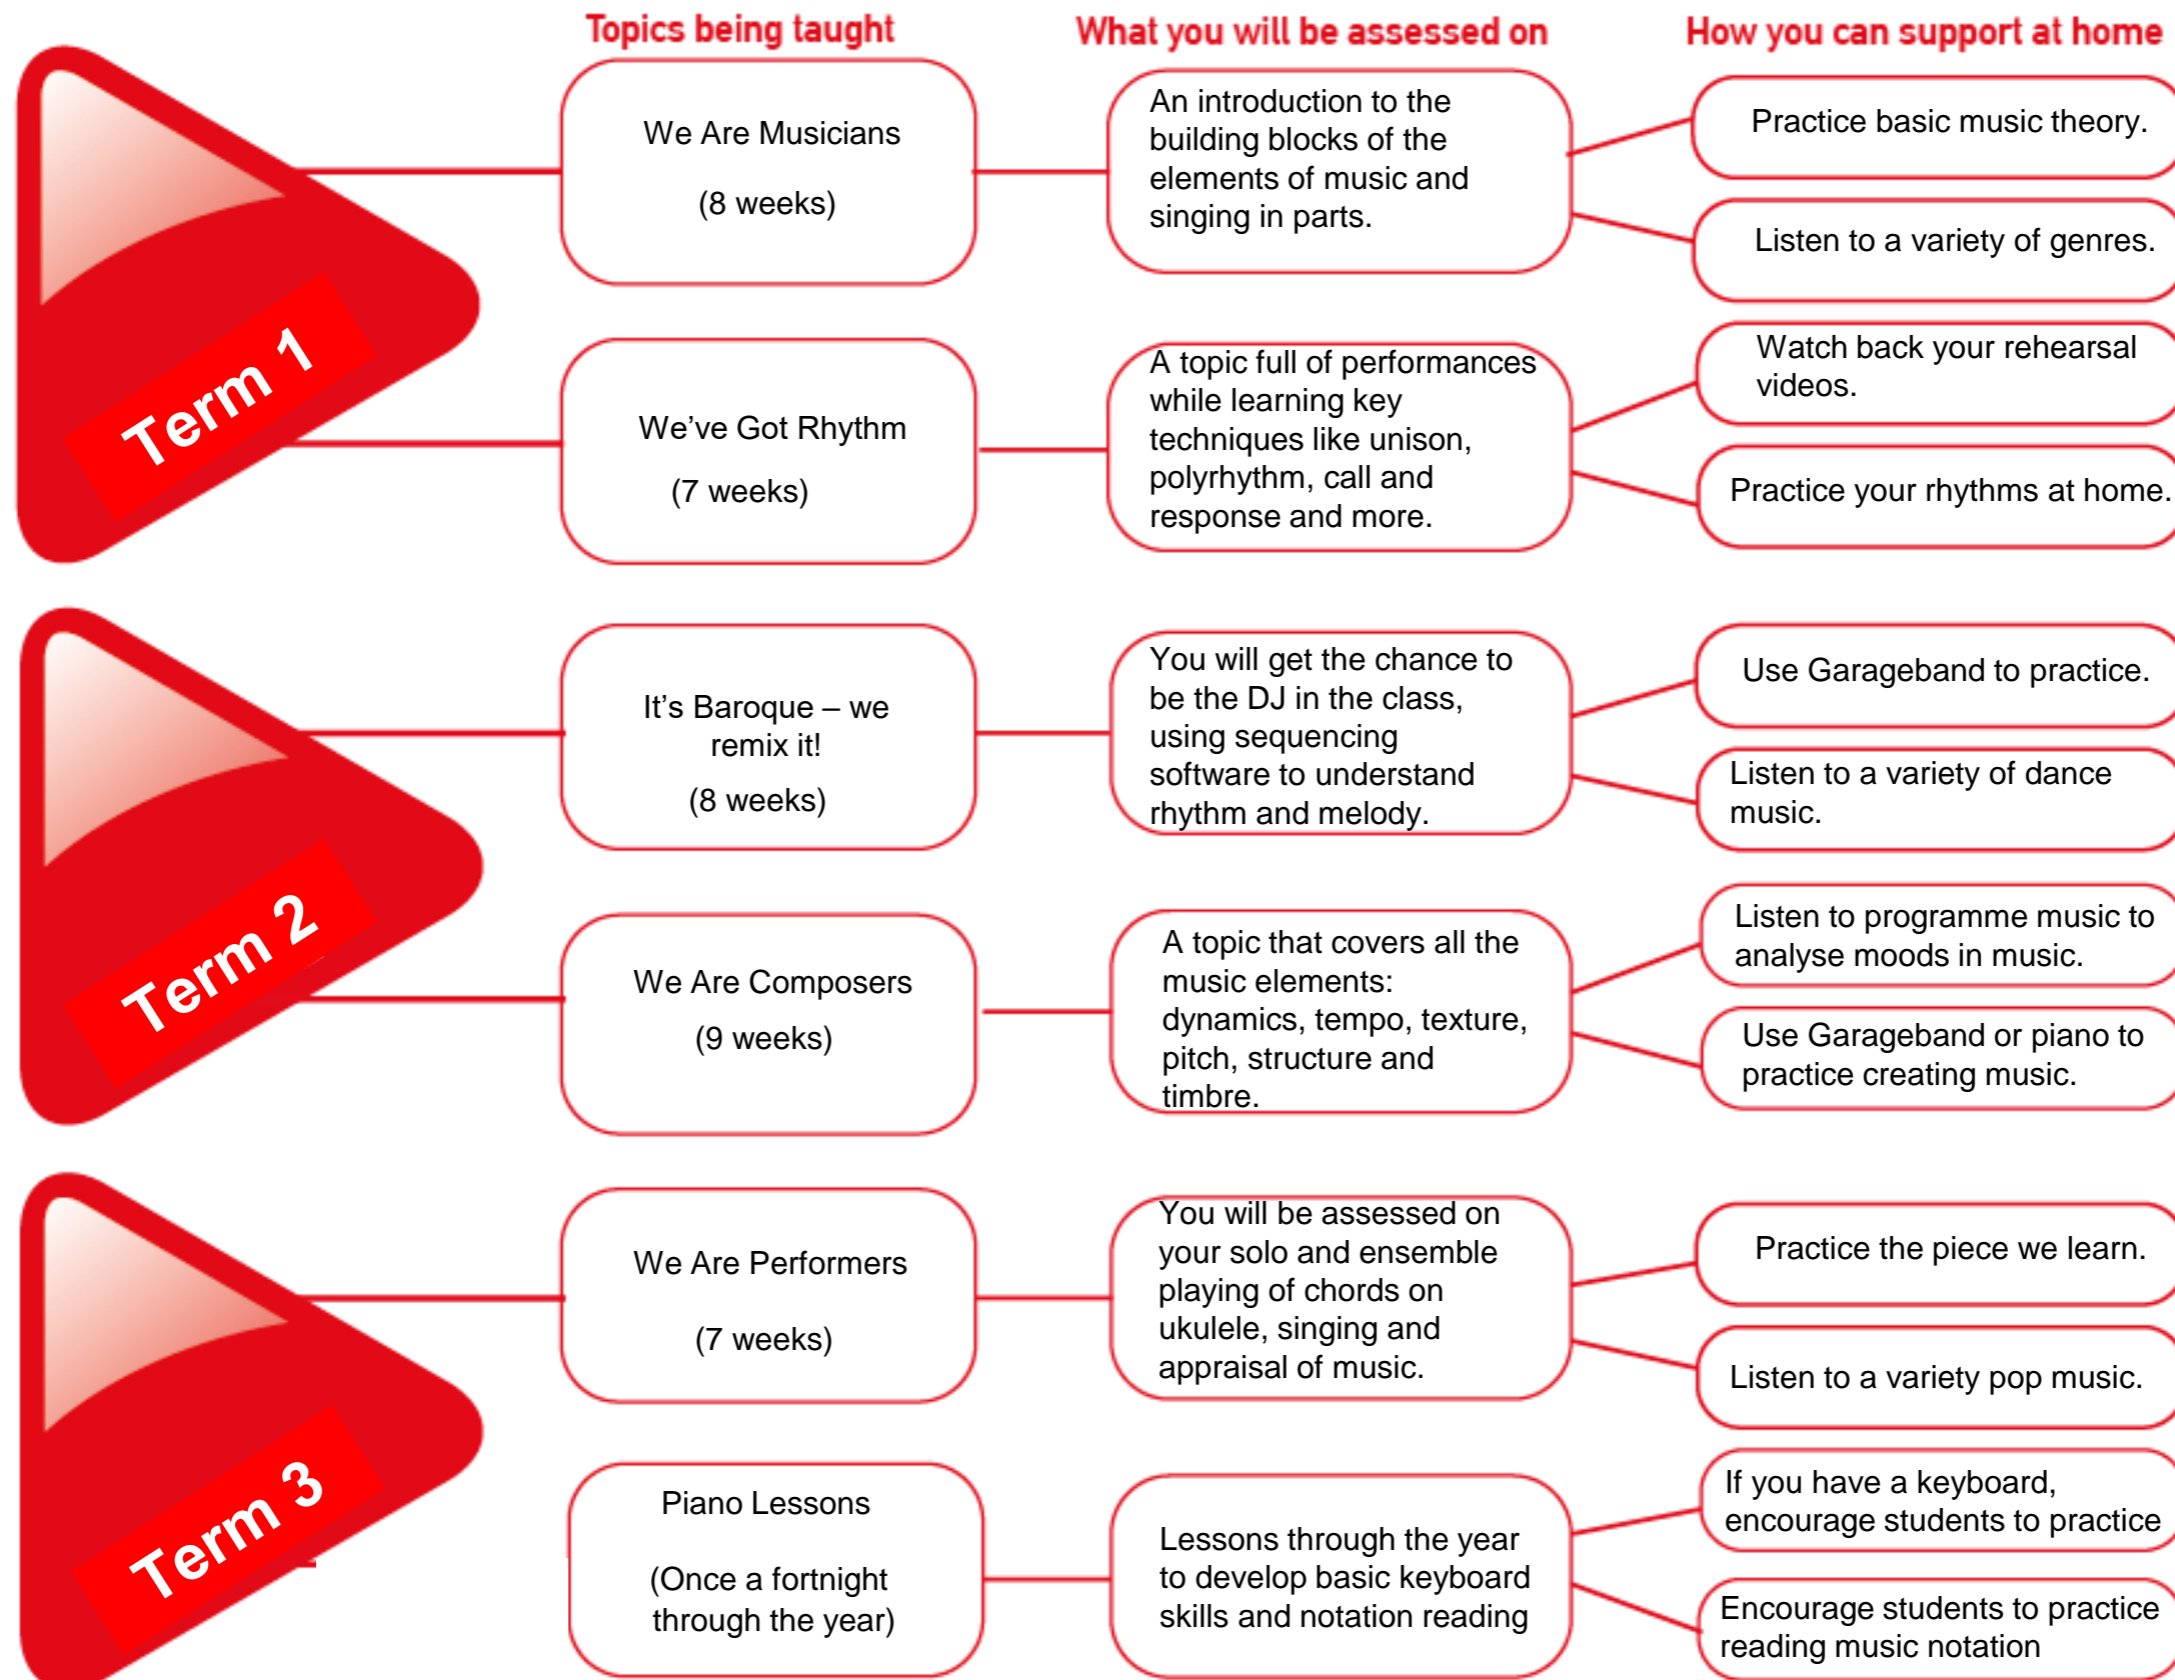 Topics being taught
What you will be assessed on
How you can support at home
Term 1
We Are Musicians
(8 weeks)
An introduction to the
building blocks of the
elements of music and
singing in parts.
Practice basic music theory.
Listen to a variety of genres.
We've Got Rhythm
(7 weeks)
A topic full of performances
while learning key
techniques like unison,
polyrhythm, call and
response and more.
Watch back your rehearsal
videos.
Practice your rhythms at home.
Term 2
It's Baroque – we
remix it!
(8 weeks)
You will get the chance to
be the DJ in the class,
using sequencing
software to understand
rhythm and melody.
Use Garageband to practice.
Listen to a variety of dance
music.
We Are Composers
(9 weeks)
A topic that covers all the
music elements:
dynamics, tempo, texture,
pitch, structure and
timbre.
Listen to programme music to
analyse moods in music.
Use Garageband or piano to
practice creating music.
Term 3
We Are Performers
(7 weeks)
You will be assessed on
your solo and ensemble
playing of chords on
ukulele, singing and
appraisal of music.
Practice the piece we learn.
Listen to a variety pop music.
Piano Lessons
(Once a fortnight
through the year)
Lessons through the year
to develop basic keyboard
skills and notation reading
If you have a keyboard,
encourage students to practice
Encourage students to practice
reading music notation